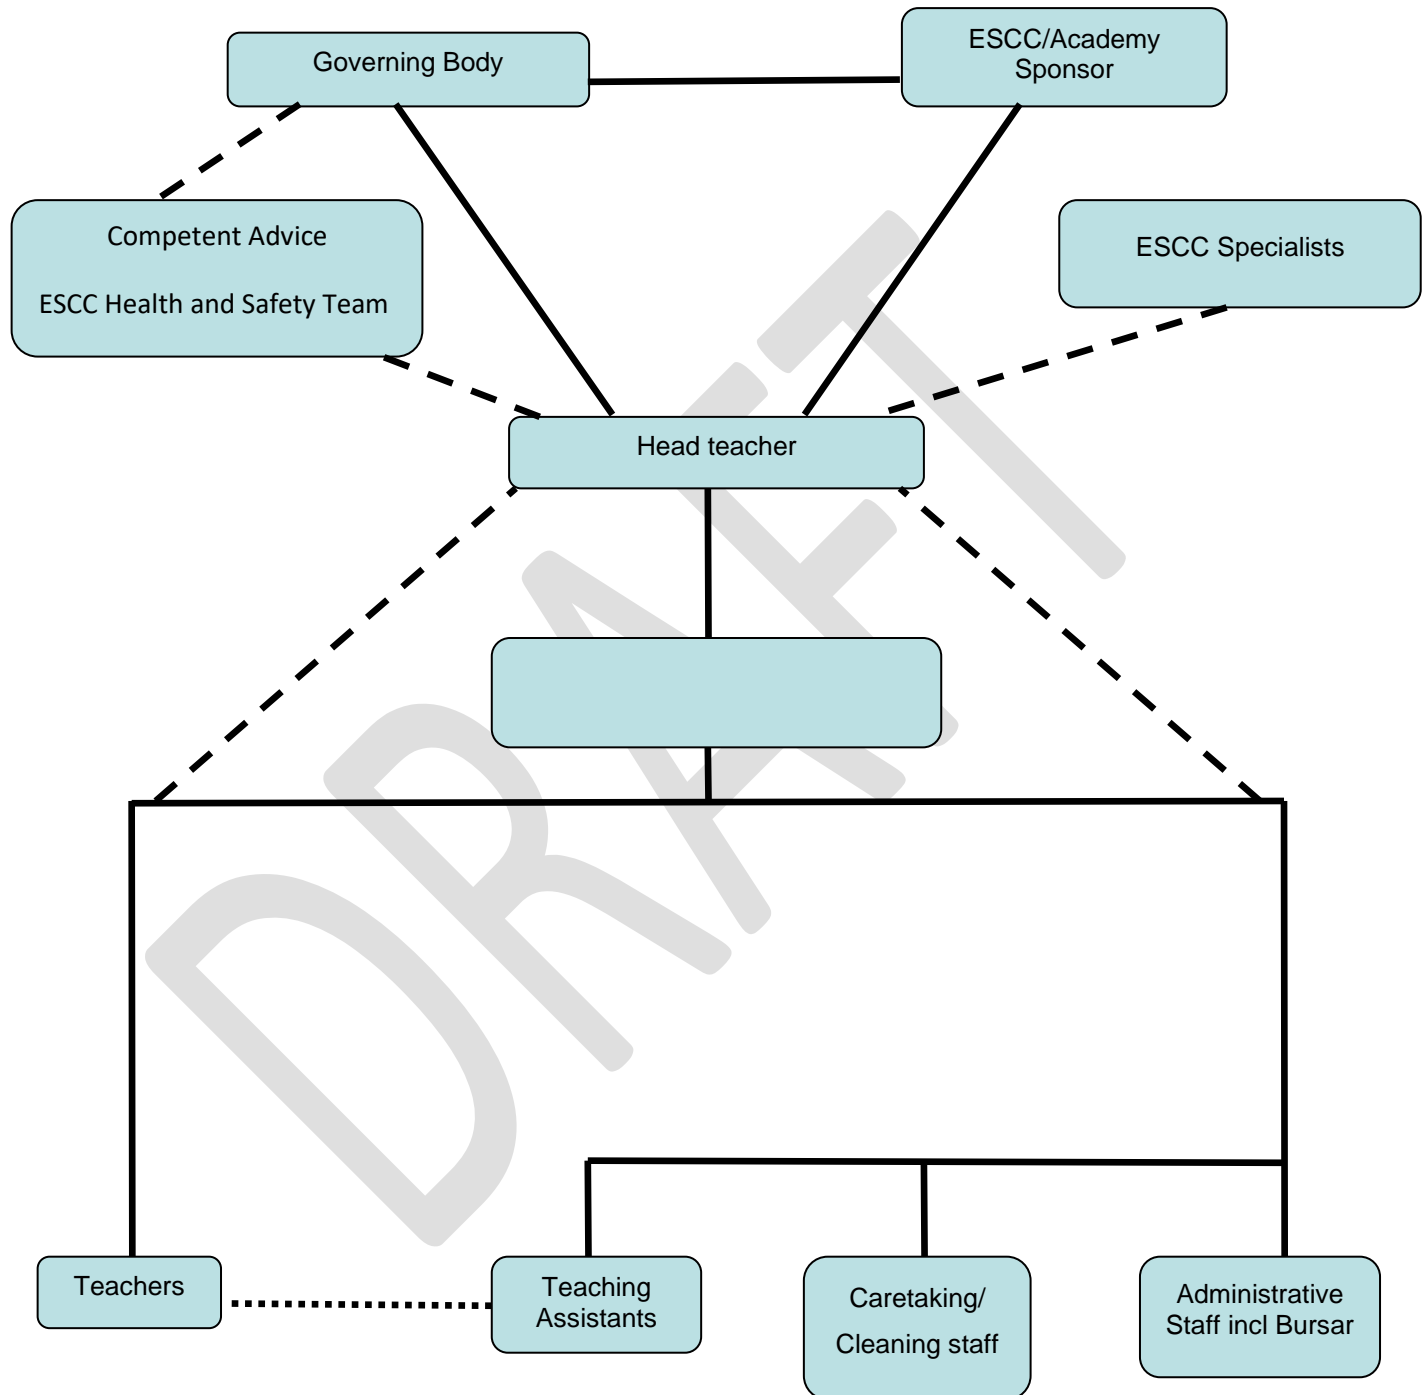 Governing Body
ESCC/Academy
Sponsor
Competent Advice
ESCC Health and Safety Team
ESCC Specialists
Head teacher
DRAFT
Teachers
Teaching
Assistants
Caretaking/
Cleaning staff
Administrative
Staff incl Bursar